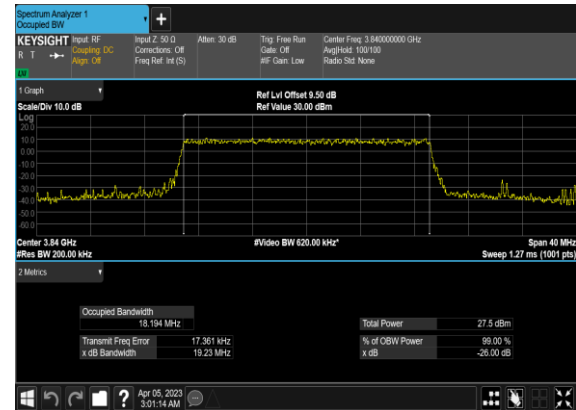 Spectrum Analyzer 1
Occupied BW
+
KEYSIGHT Input: RF Input Z: 50 Ω Atten: 30 dB Trig: Free Run Center Freq: 3.840000000 GHz
R T Coupling: DC Corrections: Off Gate: Off Avg|Hold: 100/100
Align: Off Freq Ref: Int (S) #IF Gain: Low Radio Std: None
1 Graph Ref Lvl Offset 9.50 dB
Scale/Div 10.0 dB Ref Value 30.00 dBm
Log
20.0
10.0
0.00
-10.0
-20.0
-30.0
-40.0
-50.0
-60.0
Center 3.84 GHz #Video BW 620.00 kHz* Span 40 MHz
#Res BW 200.00 kHz Sweep 1.27 ms (1001 pts)
2 Metrics
Occupied Bandwidth
18.194 MHz Total Power 27.5 dBm
Transmit Freq Error 17.361 kHz % of OBW Power 99.00 %
x dB Bandwidth 19.23 MHz x dB -26.00 dB
? Apr 05, 2023
3:01:14 AM